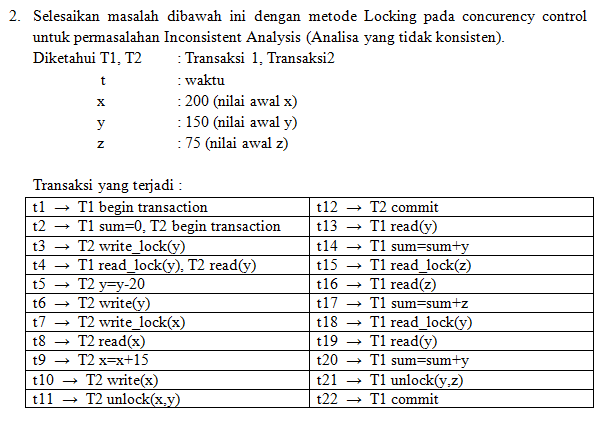 2. Selesaikan masalah dibawah ini dengan metode Locking pada concurency control
untuk permasalahan Inconsistent Analysis (Analisa yang tidak konsisten).
Diketahui T1, T2 : Transaksi 1, Transaksi2
t : waktu
x : 200 (nilai awal x)
y : 150 (nilai awal y)
z : 75 (nilai awal z)
Transaksi yang terjadi :
t1 → T1 begin transaction
t2 → T1 sum=0, T2 begin transaction
t3 → T2 write_lock(y)
t4 → T1 read_lock(y), T2 read(y)
t5 → T2 y=y-20
t6 → T2 write(y)
t7 → T2 write_lock(x)
t8 → T2 read(x)
t9 → T2 x=x+15
t10 → T2 write(x)
t11 → T2 unlock(x,y)
t12 → T2 commit
t13 → T1 read(y)
t14 → T1 sum=sum+y
t15 → T1 read_lock(z)
t16 → T1 read(z)
t17 → T1 sum=sum+z
t18 → T1 read_lock(y)
t19 → T1 read(y)
t20 → T1 sum=sum+y
t21 → T1 unlock(y,z)
t22 → T1 commit